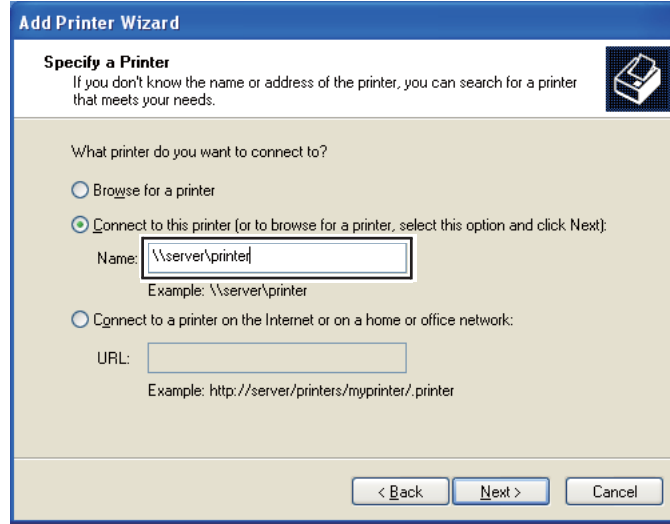 Add Printer Wizard
Specify a Printer
If you don't know the name or address of the printer, you can search for a printer
that meets your needs.
What printer do you want to connect to?
Browse for a printer
Connect to this printer (or to browse for a printer, select this option and click Next):
Name: \\server\printer
Example: \\server\printer
Connect to a printer on the Internet or on a home or office network:
URL:
Example: http://server/printers/myprinter/.printer
< Back Next > Cancel